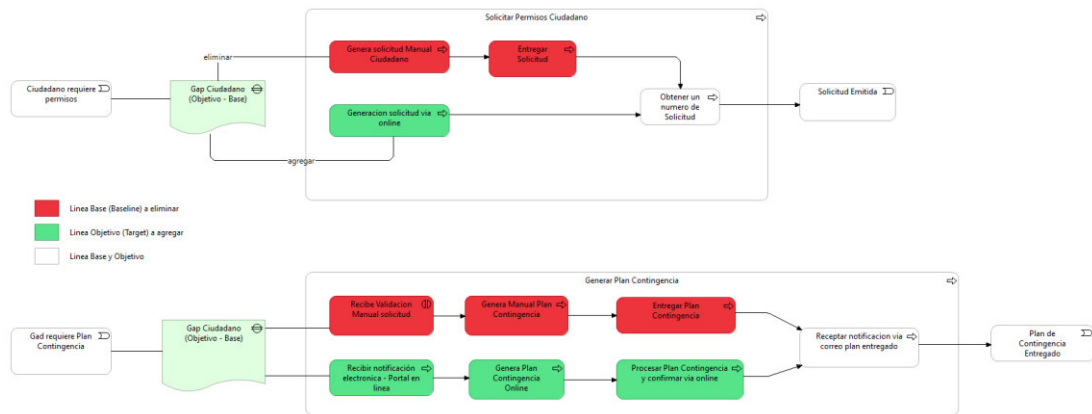 Solicitar Permisos Ciudadano
eliminar
Genera solicitud Manual
Ciudadano
Entregar
Solicitud
Ciudadano requiere
permisos
Gap Ciudadano
(Objetivo - Base)
Obtener un
numero de
Solicitud
Solicitud Emitida
Generacion solicitud via
online
agregar
Linea Base (Baseline) a eliminar
Linea Objetivo (Target) a agregar
Linea Base y Objetivo
Generar Plan Contingencia
Recibe Validacion
Manual solicitud
Genera Manual Plan
Contingencia
Entregar Plan
Contingencia
Gad requiere Plan
Contingencia
Gap Ciudadano
(Objetivo - Base)
Receptar notificacion via
correo plan entregado
Plan de
Contingencia
Entregado
Recibir notificación
electronica - Portal en
linea
Genera Plan
Contingencia
Online
Procesar Plan Contingencia
y confirmar via online